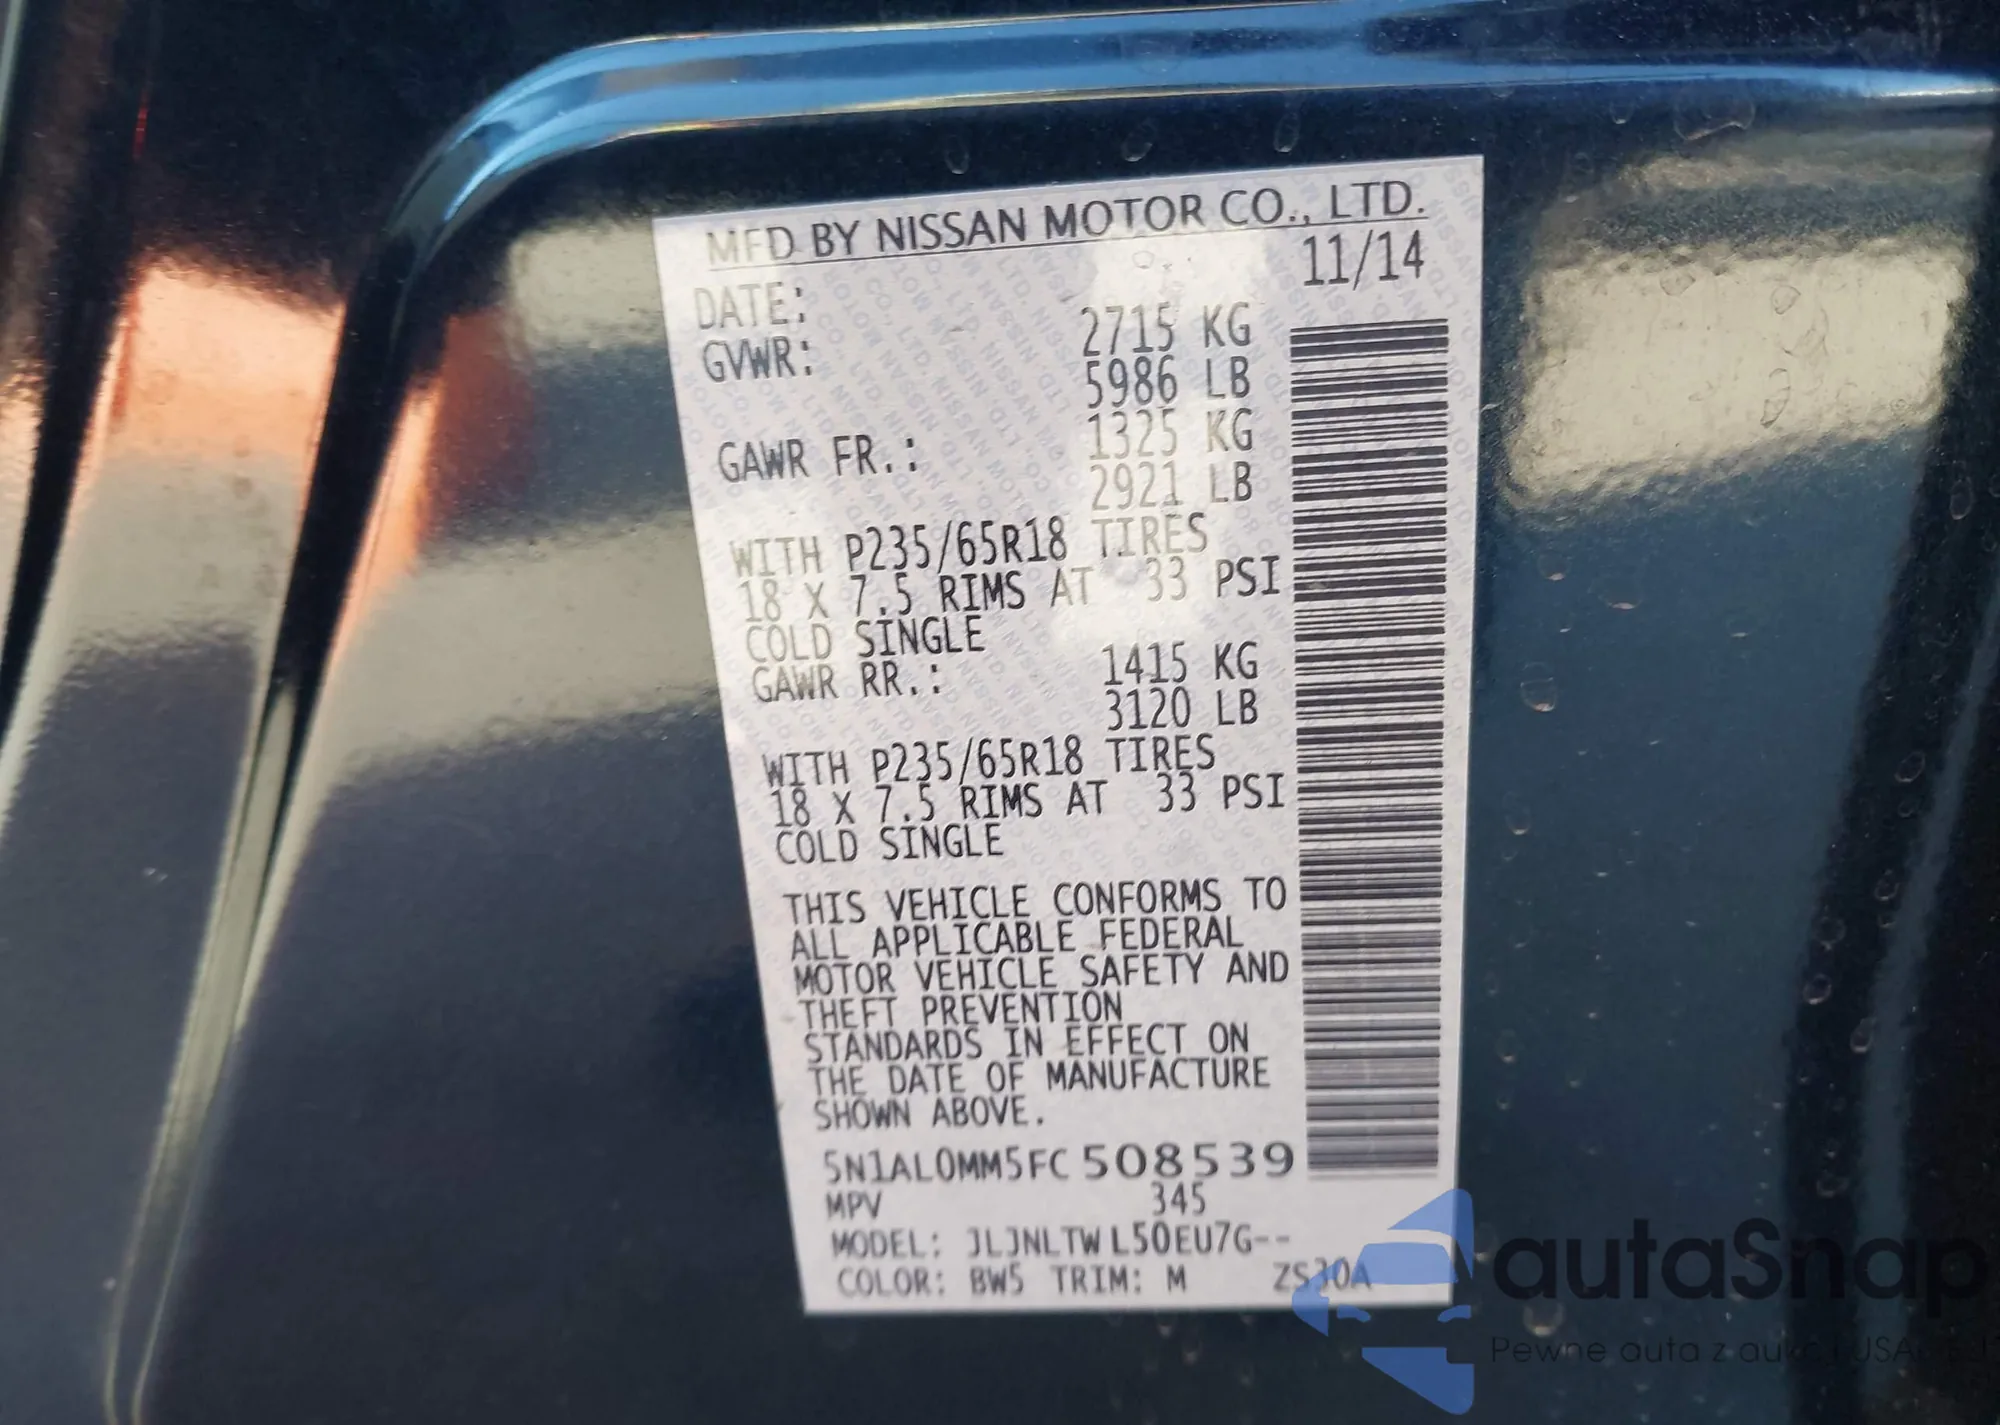 MFD BY NISSAN MOTOR CO., LTD.
DATE: 11/14
GVWR: 2715 KG
5986 LB
GAWR FR.: 1325 KG
2921 LB
WITH P235/65R18 TIRES
18 X 7.5 RIMS AT 33 PSI
COLD SINGLE
GAWR RR.: 1415 KG
3120 LB
WITH P235/65R18 TIRES
18 X 7.5 RIMS AT 33 PSI
COLD SINGLE
THIS VEHICLE CONFORMS TO
ALL APPLICABLE FEDERAL
MOTOR VEHICLE SAFETY AND
THEFT PREVENTION
STANDARDS IN EFFECT ON
THE DATE OF MANUFACTURE
SHOWN ABOVE.
5N1AL0MM5FC508539
MPV 345
MODEL: JLJNLTWL50EU7G--
COLOR: BW5 TRIM: M ZS30A
autaSnap
Pewne auta z USA